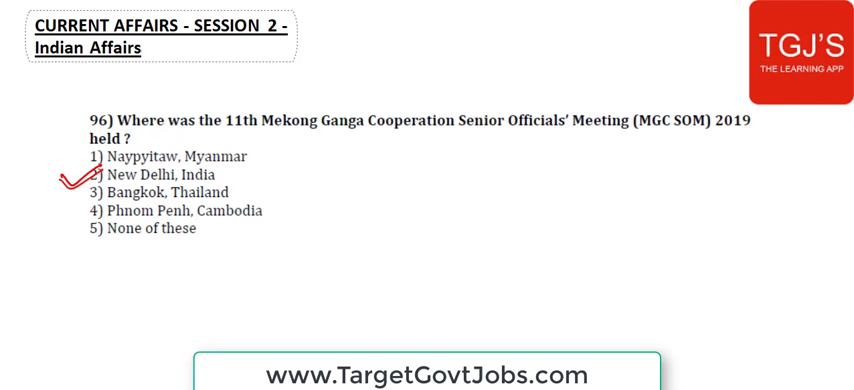 CURRENT AFFAIRS - SESSION 2 -
Indian Affairs
TGJ'S
THE LEARNING APP
96) Where was the 11th Mekong Ganga Cooperation Senior Officials' Meeting (MGC SOM) 2019
held ?
1) Naypyitaw, Myanmar
2) New Delhi, India
3) Bangkok, Thailand
4) Phnom Penh, Cambodia
5) None of these
www.TargetGovtJobs.com